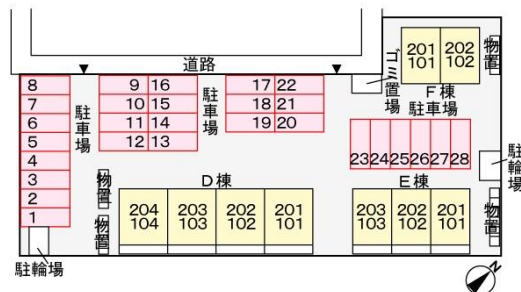 道路
8
7
6
5
4
3
2
1
駐車場
9 16
10 15
11 14
12 13
駐車場
17 22
18 21
19 20
ゴミ置場
201 202
101 102
F棟
物置
駐車場
23 24 25 26 27 28
駐輪場
物置
物置
D棟
204 203 202 201
104 103 102 101
E棟
203 202 201
103 102 101
物置
駐輪場
N